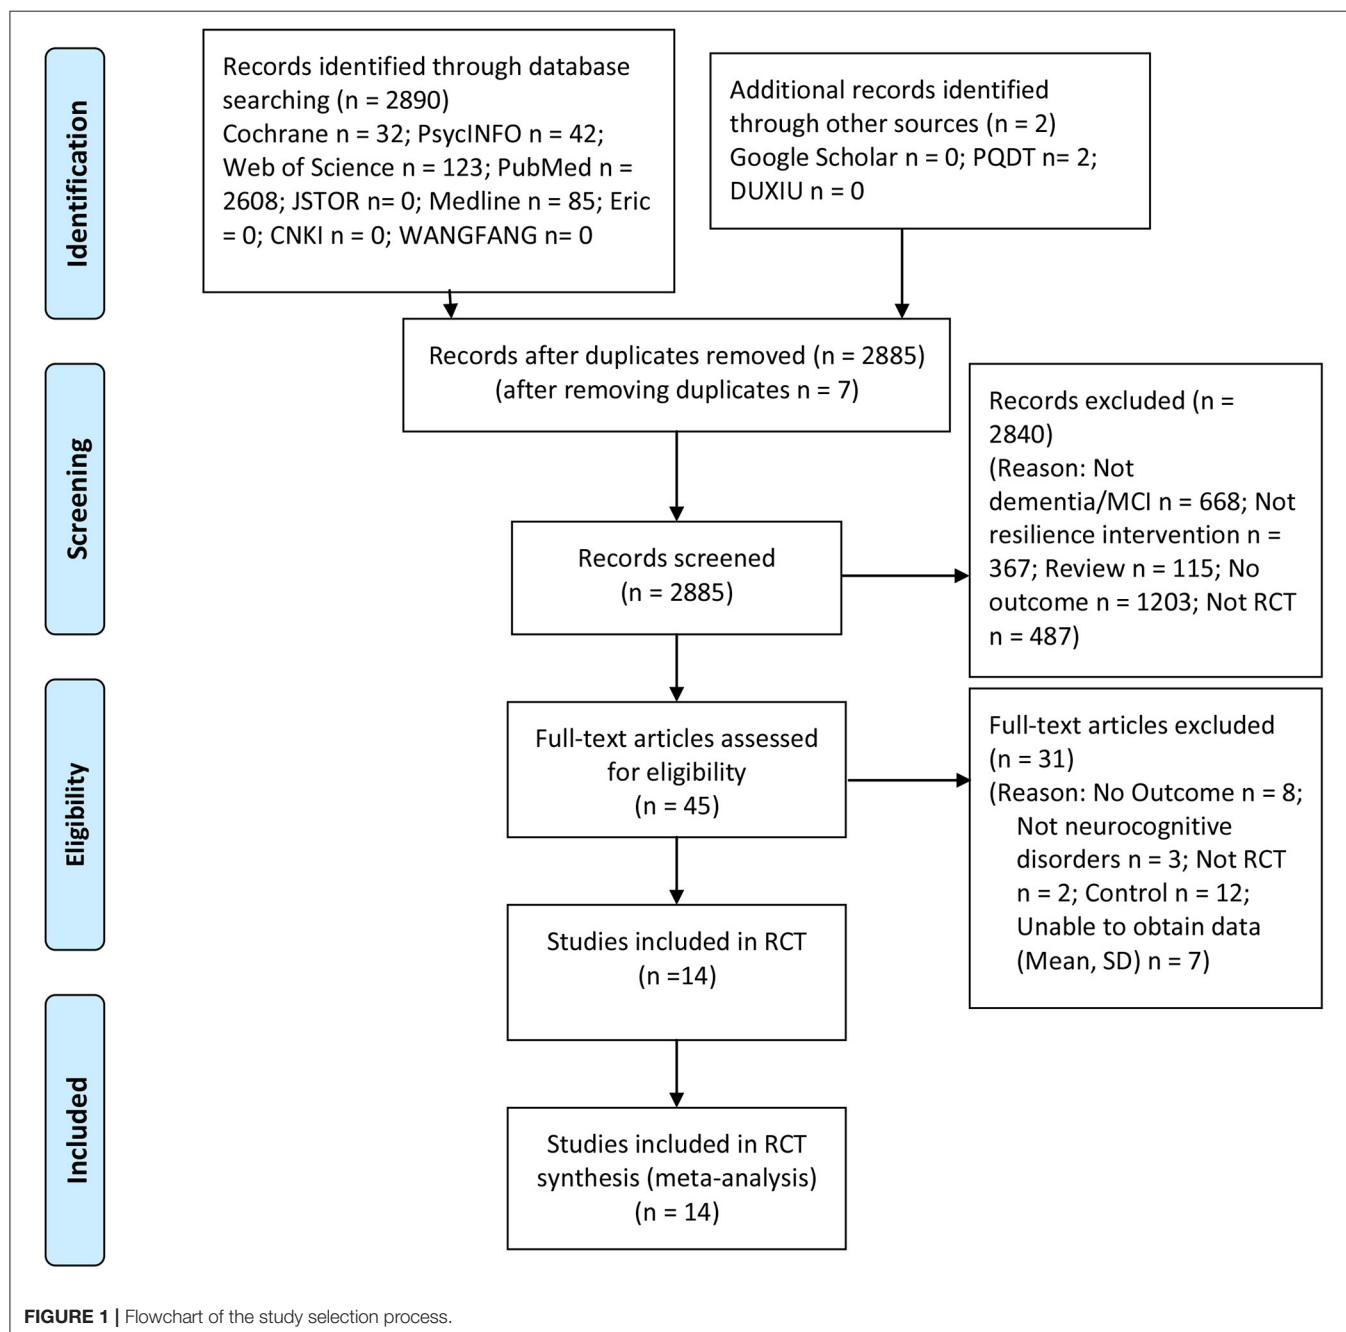 Identification
Records identified through database
searching (n = 2890)
Cochrane n = 32; PsycINFO n = 42;
Web of Science n = 123; PubMed n =
2608; JSTOR n= 0; Medline n = 85; Eric
= 0; CNKI n = 0; WANGFANG n= 0
Additional records identified
through other sources (n = 2)
Google Scholar n = 0; PQDT n= 2;
DUXIU n = 0
Records after duplicates removed (n = 2885)
(after removing duplicates n = 7)
Screening
Records screened
(n = 2885)
Records excluded (n =
2840)
(Reason: Not
dementia/MCI n = 668; Not
resilience intervention n =
367; Review n = 115; No
outcome n = 1203; Not RCT
n = 487)
Eligibility
Full-text articles assessed
for eligibility
(n = 45)
Full-text articles excluded
(n = 31)
(Reason: No Outcome n = 8;
Not neurocognitive
disorders n = 3; Not RCT
n = 2; Control n = 12;
Unable to obtain data
(Mean, SD) n = 7)
Studies included in RCT
(n =14)
Included
Studies included in RCT
synthesis (meta-analysis)
(n = 14)
FIGURE 1 | Flowchart of the study selection process.